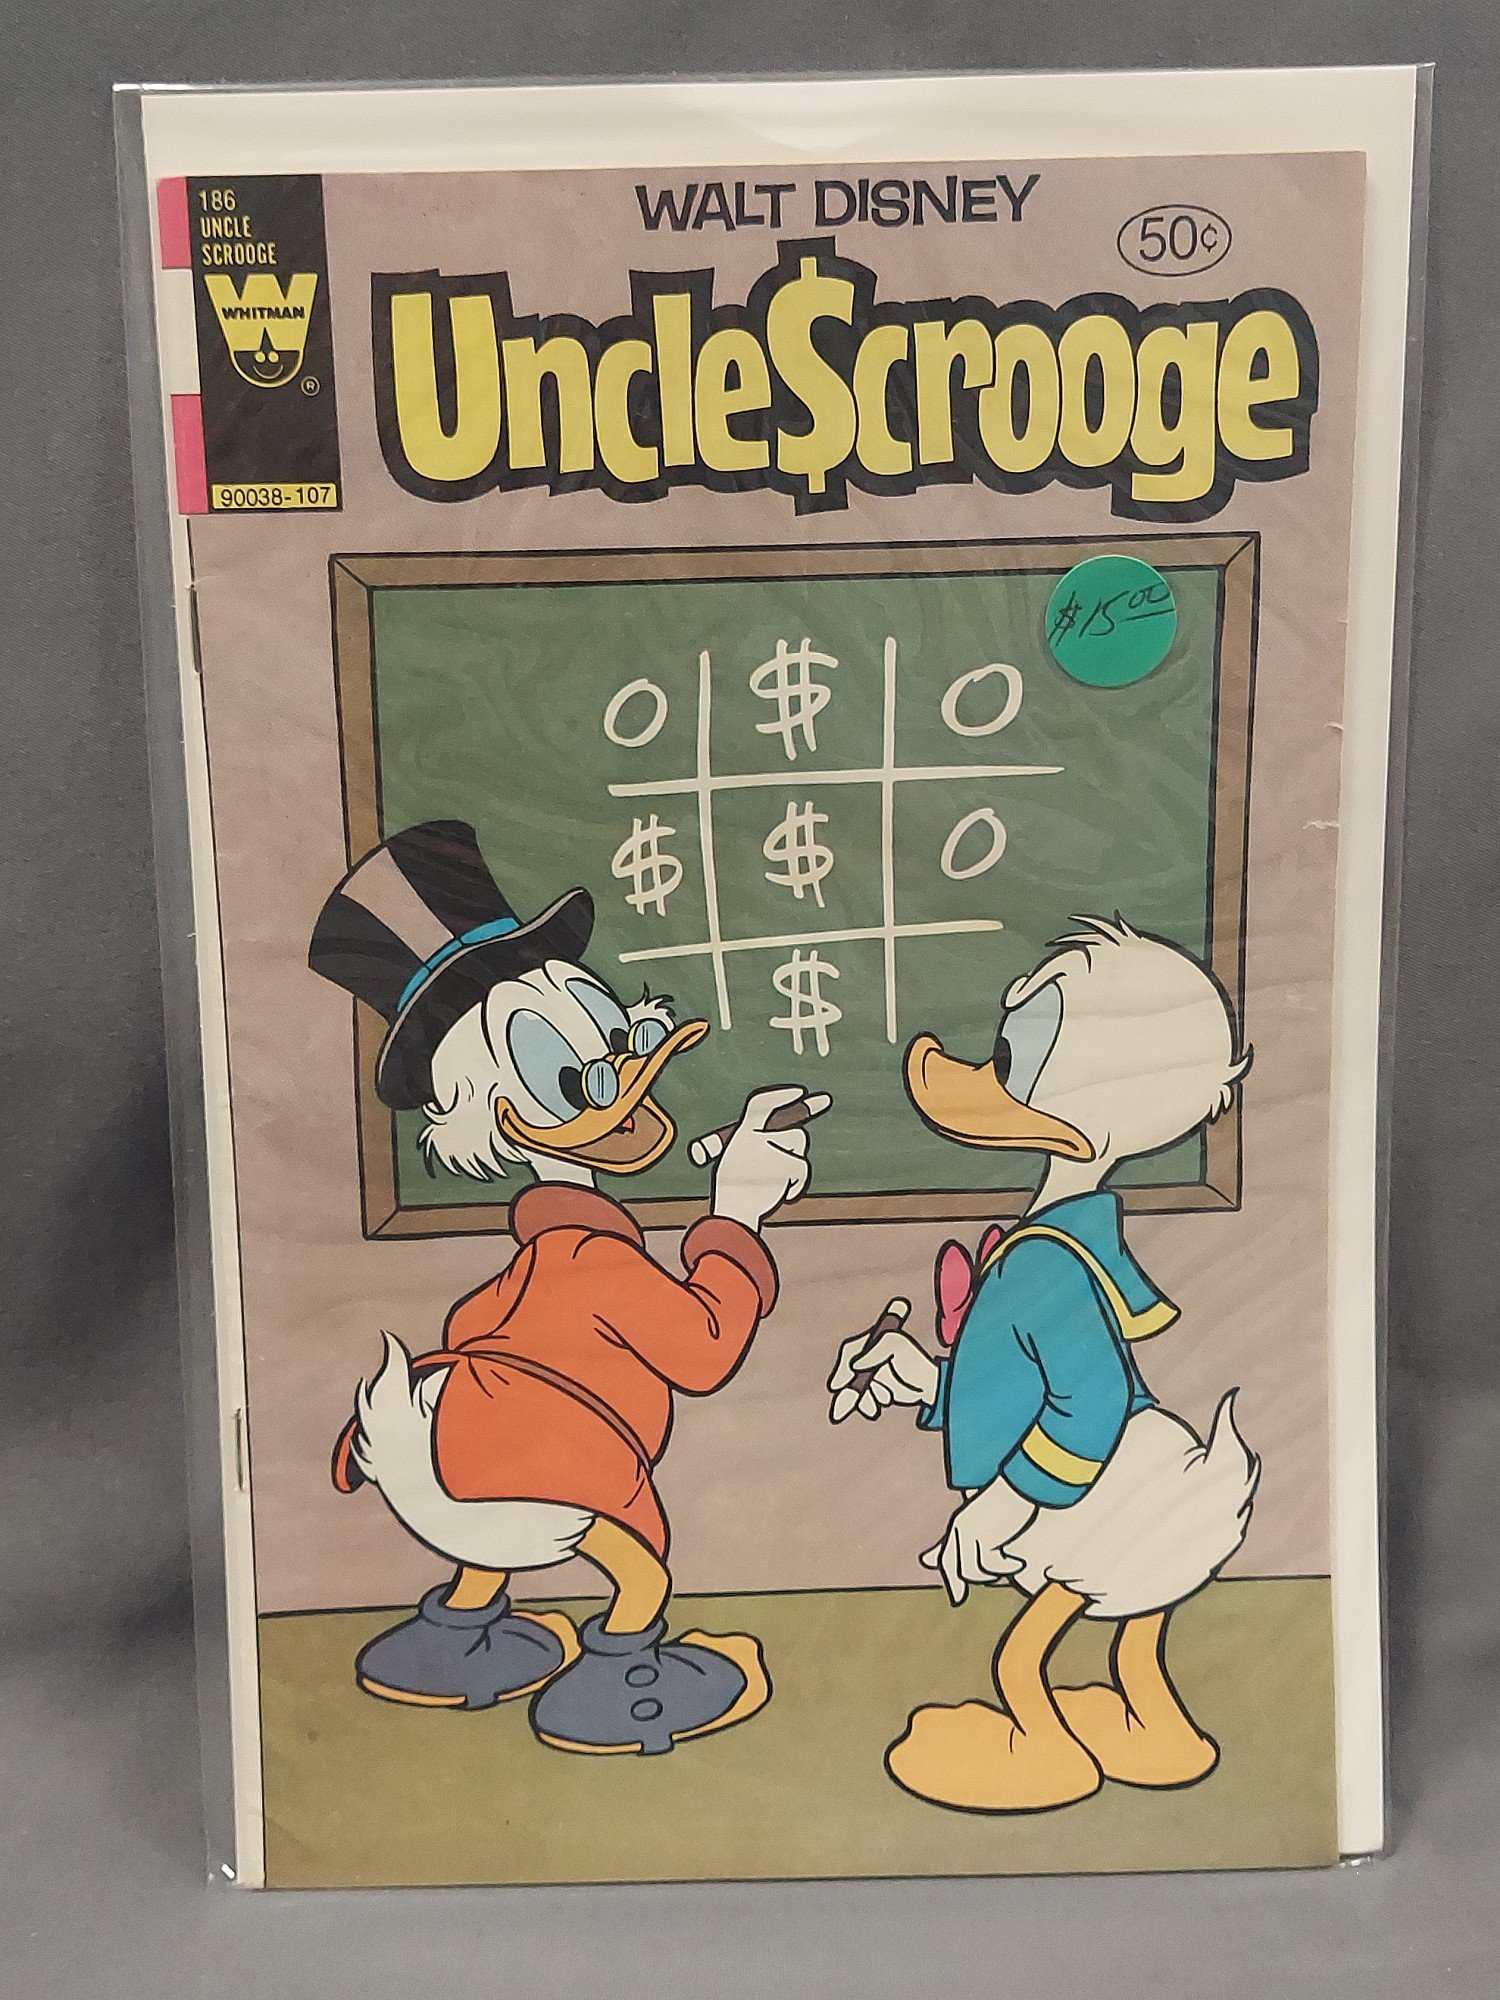 186
UNCLE
SCROOGE
WHITMAN
®
90038-107
WALT DISNEY
50¢
Uncle $crooge
$15.00
O $ O
$ $ O
$